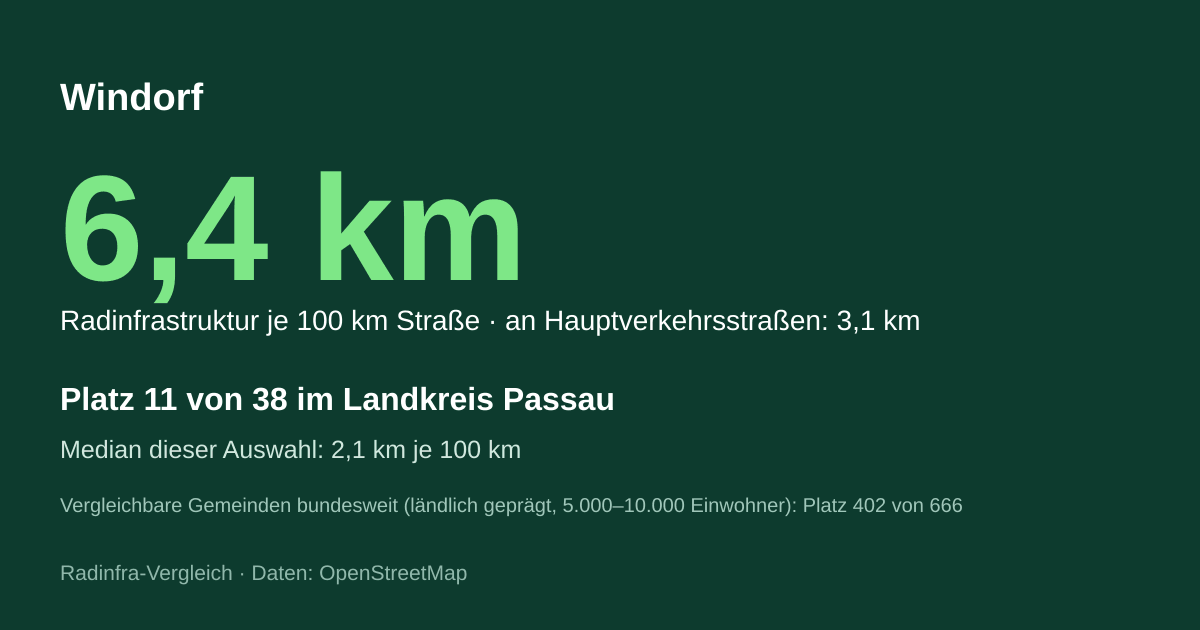 Windorf
6,4 km
Radinfrastruktur je 100 km Straße · an Hauptverkehrsstraßen: 3,1 km
Platz 11 von 38 im Landkreis Passau
Median dieser Auswahl: 2,1 km je 100 km
Vergleichbare Gemeinden bundesweit (ländlich geprägt, 5.000–10.000 Einwohner): Platz 402 von 666
Radinfra-Vergleich · Daten: OpenStreetMap